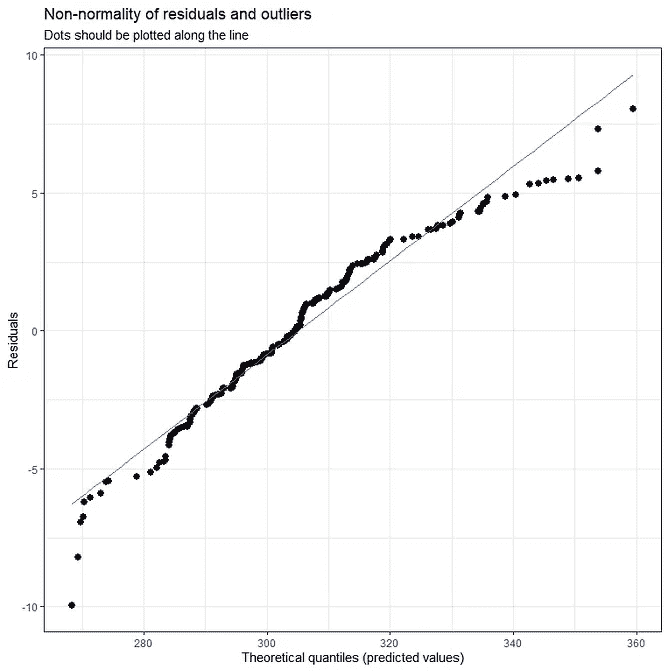 Non-normality of residuals and outliers
Dots should be plotted along the line
10
5
0
-5
-10
Residuals
280
300
320
340
360
Theoretical quantiles (predicted values)